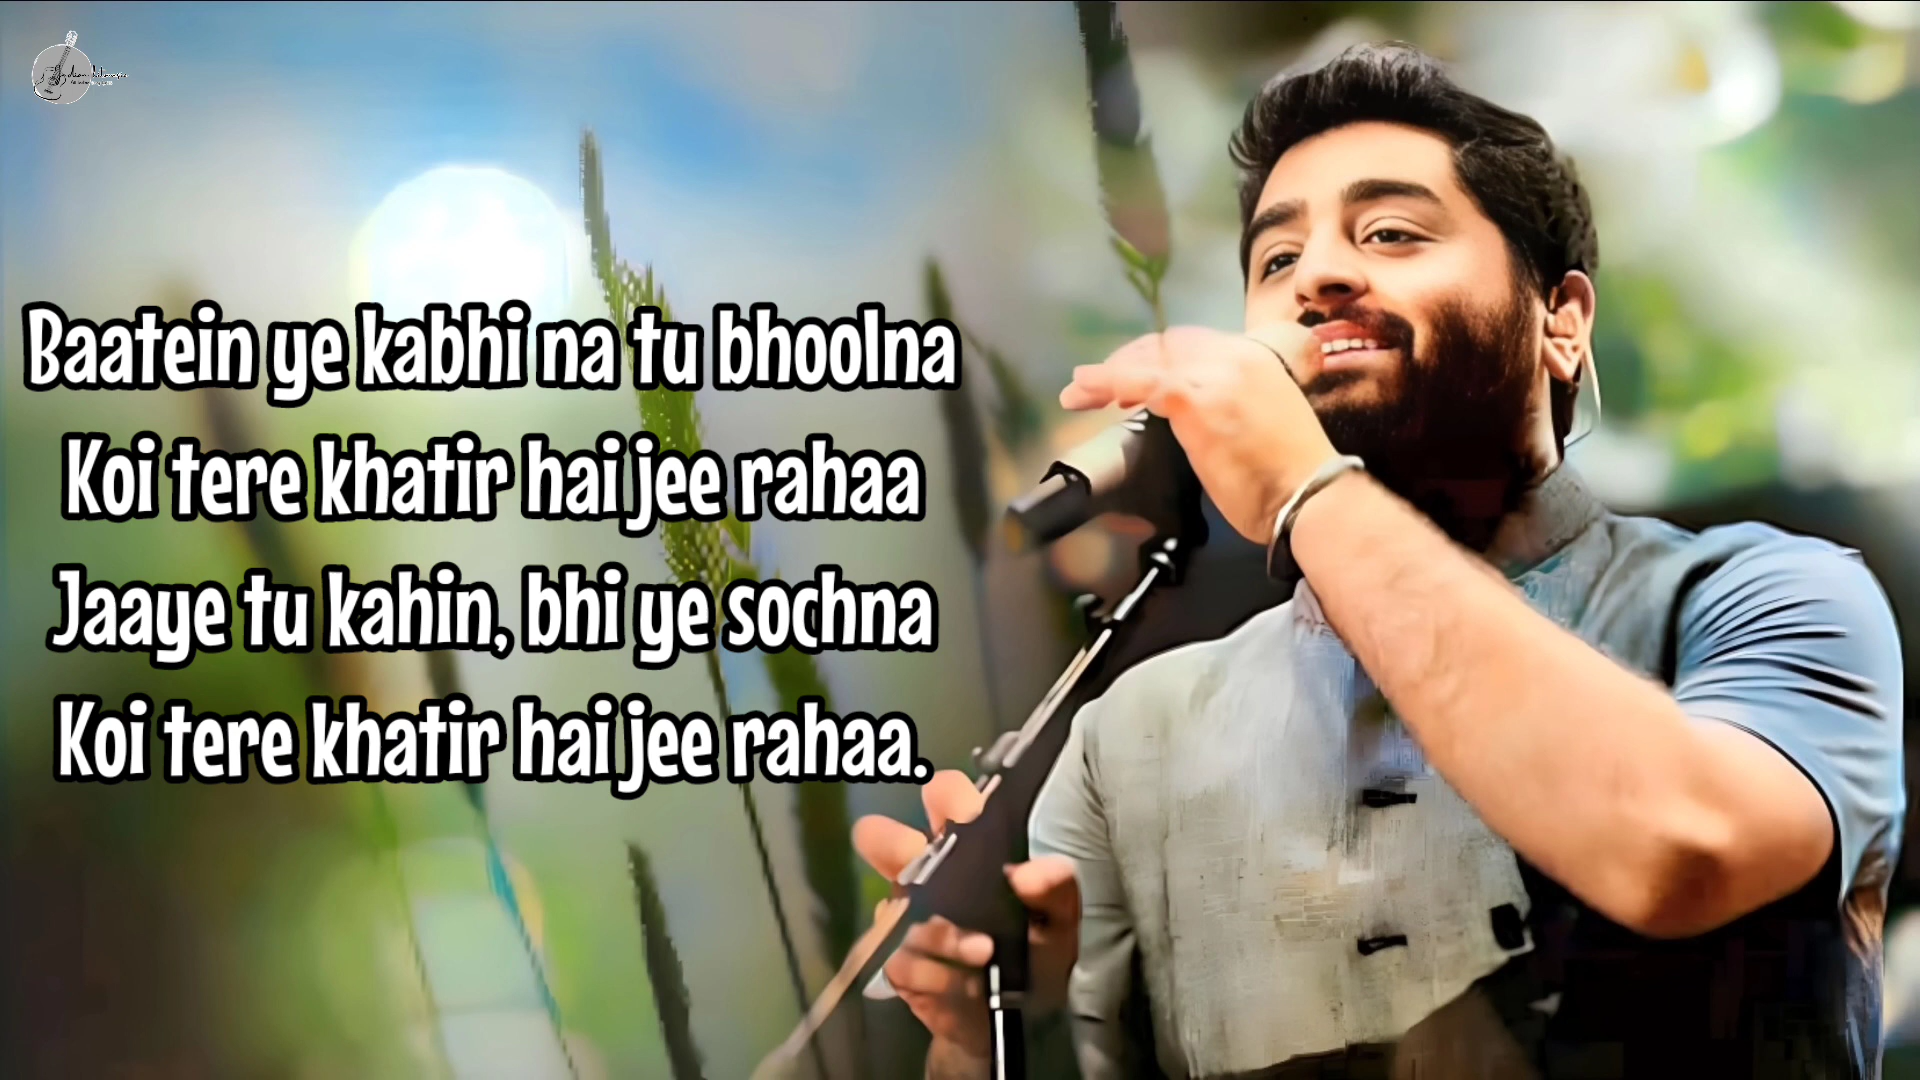 Baatein ye kabhi na tu bhoolna
Koi tere khatir hai jee rahaa
Jaaye tu kahin, bhi ye sochna
Koi tere khatir hai jee rahaa.